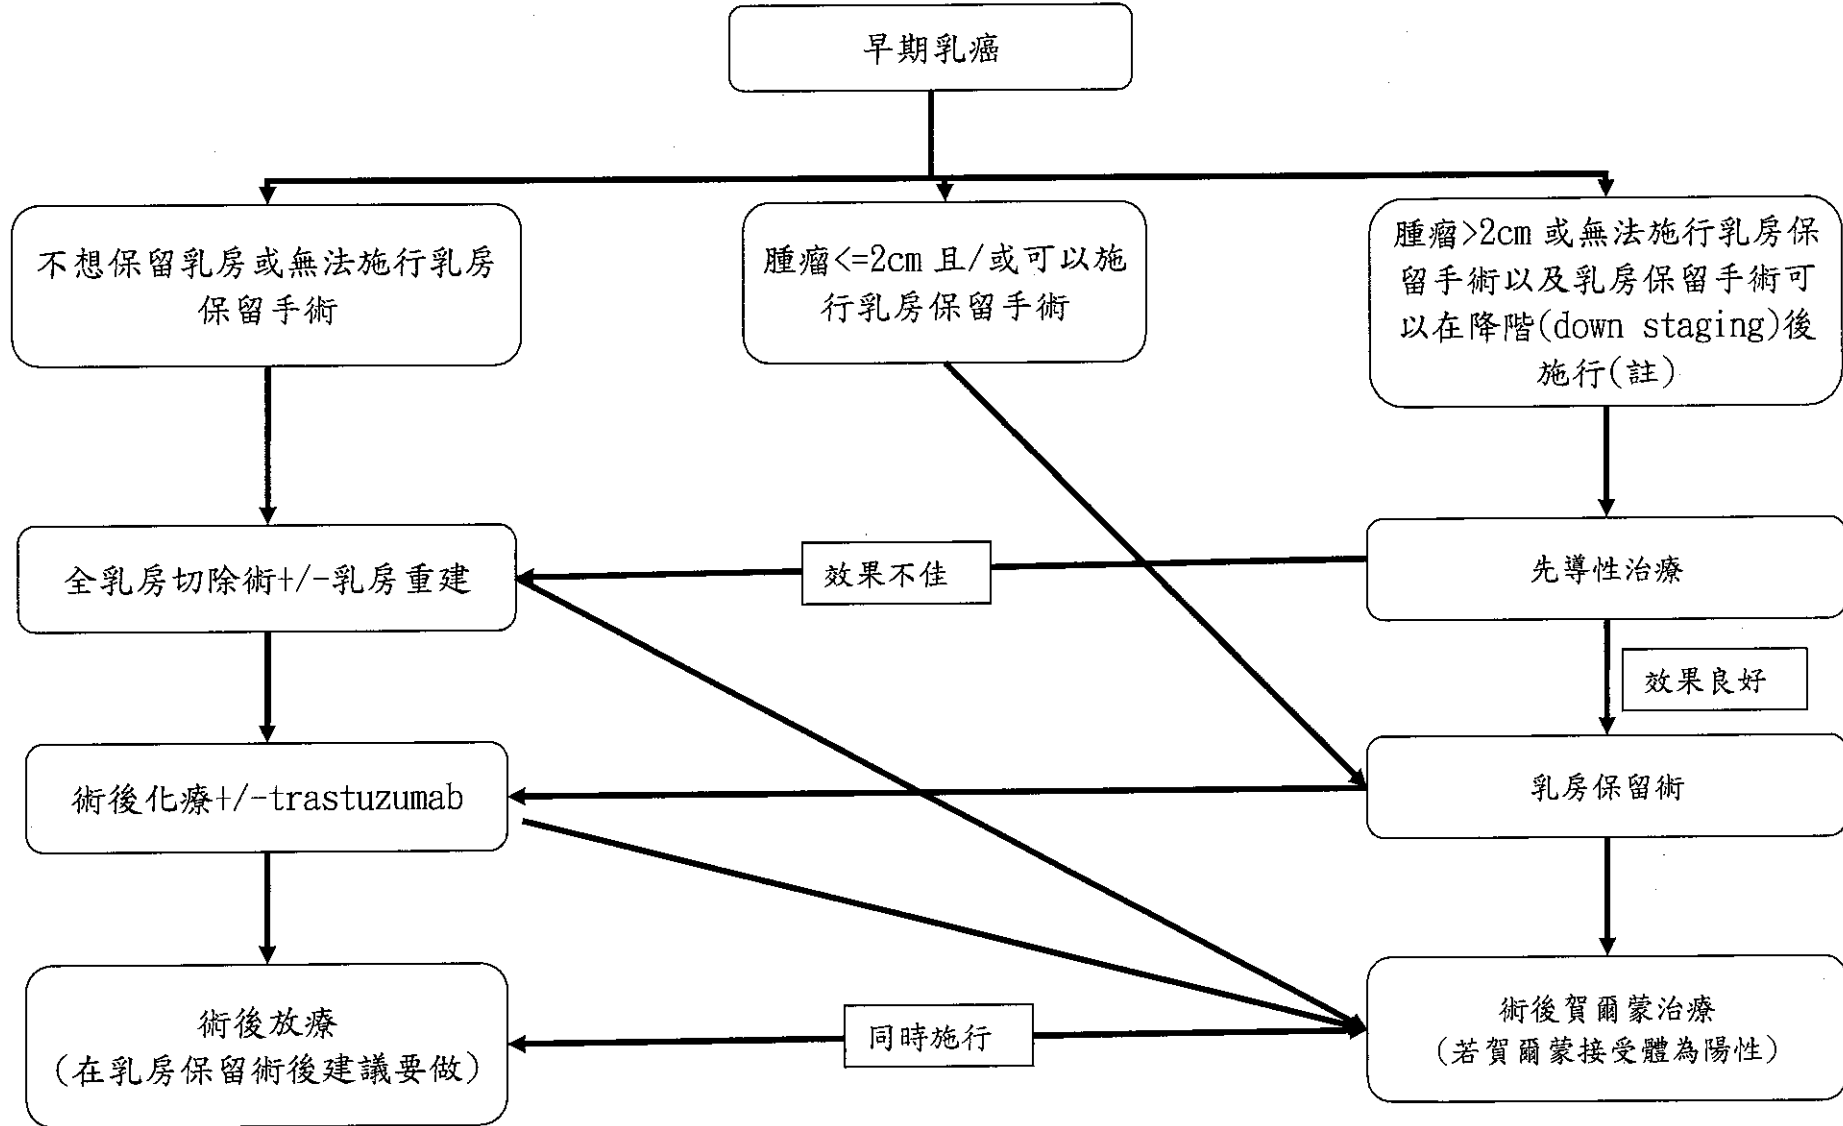 早期乳癌
不想保留乳房或無法施行乳房
保留手術
腫瘤<=2cm 且/或可以施
行乳房保留手術
腫瘤>2cm 或無法施行乳房保
留手術以及乳房保留手術可
以在降階(down staging)後
施行(註)
全乳房切除術+/-乳房重建
效果不佳
先導性治療
效果良好
術後化療+/-trastuzumab
乳房保留術
術後放療
(在乳房保留術後建議要做)
同時施行
術後賀爾蒙治療
(若賀爾蒙接受體為陽性)